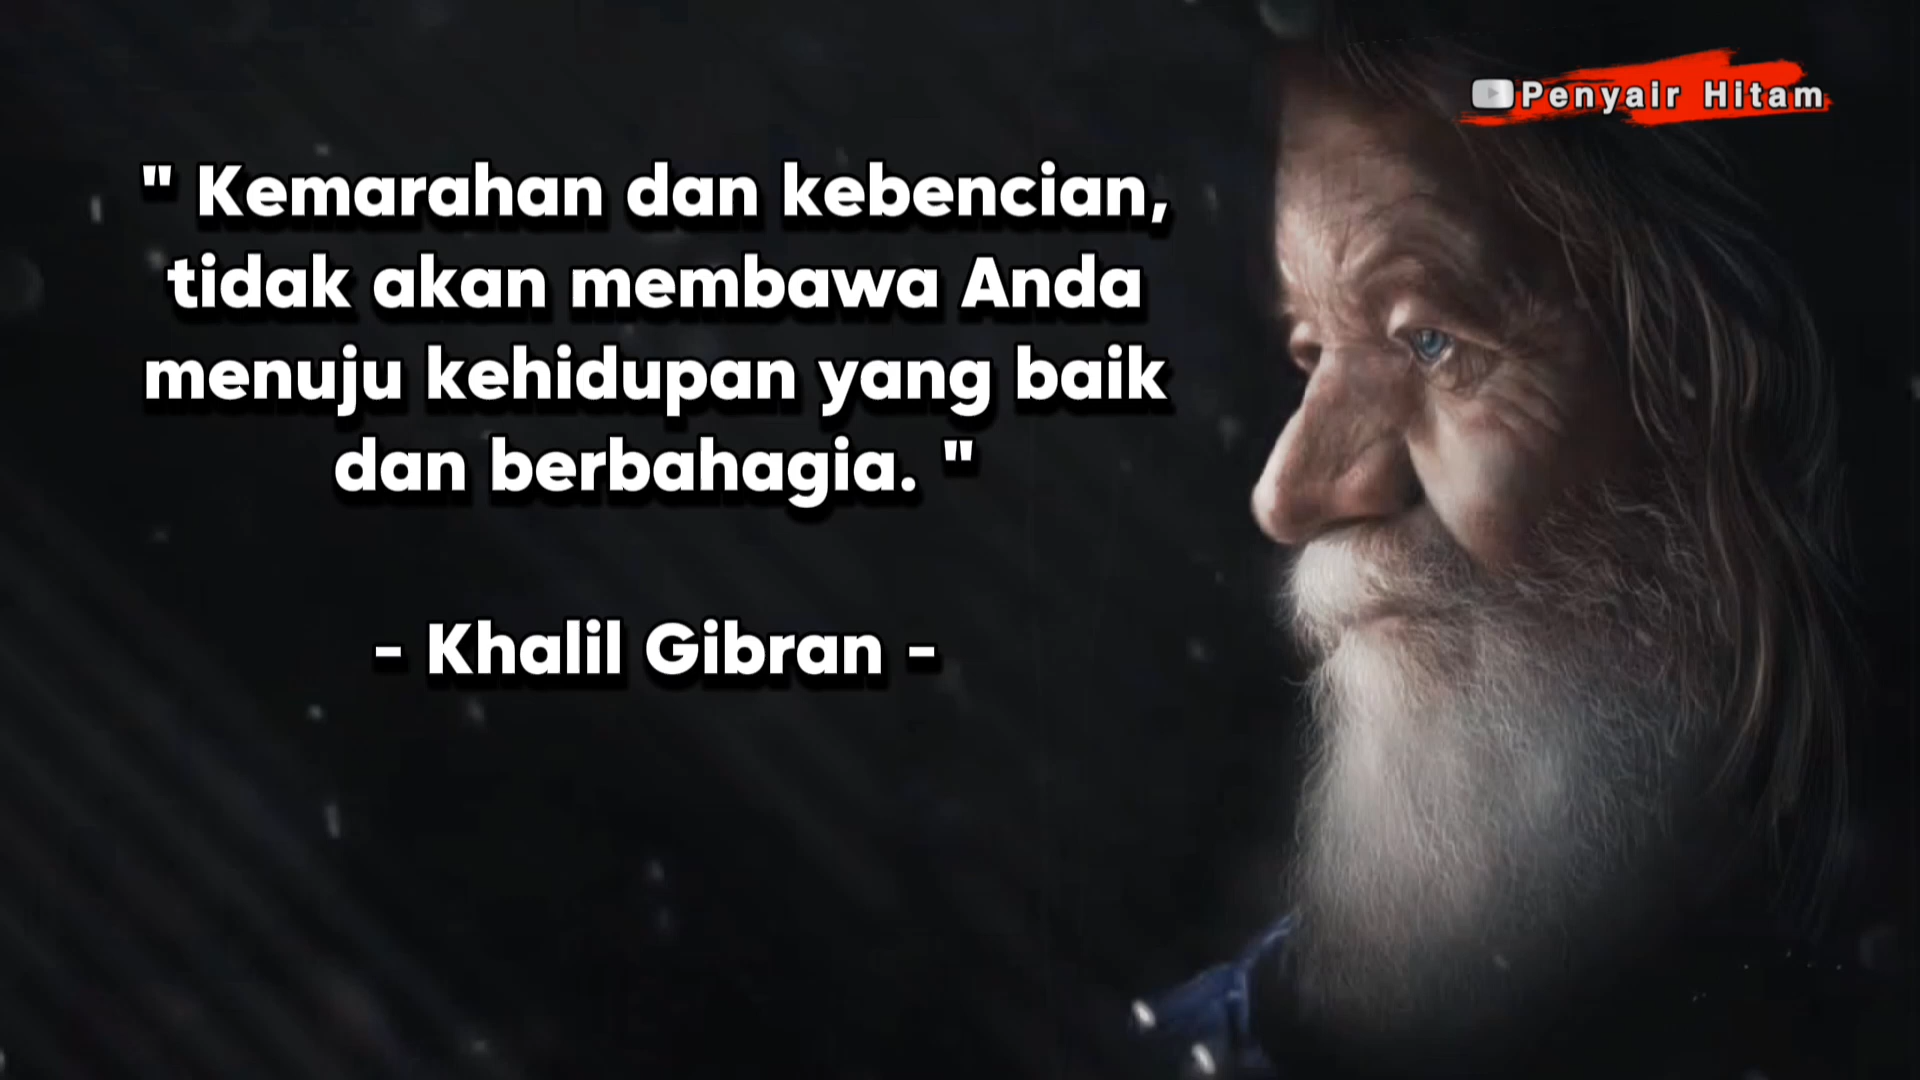 Penyair Hitam
" Kemarahan dan kebencian,
tidak akan membawa Anda
menuju kehidupan yang baik
dan berbahagia. "
- Khalil Gibran -